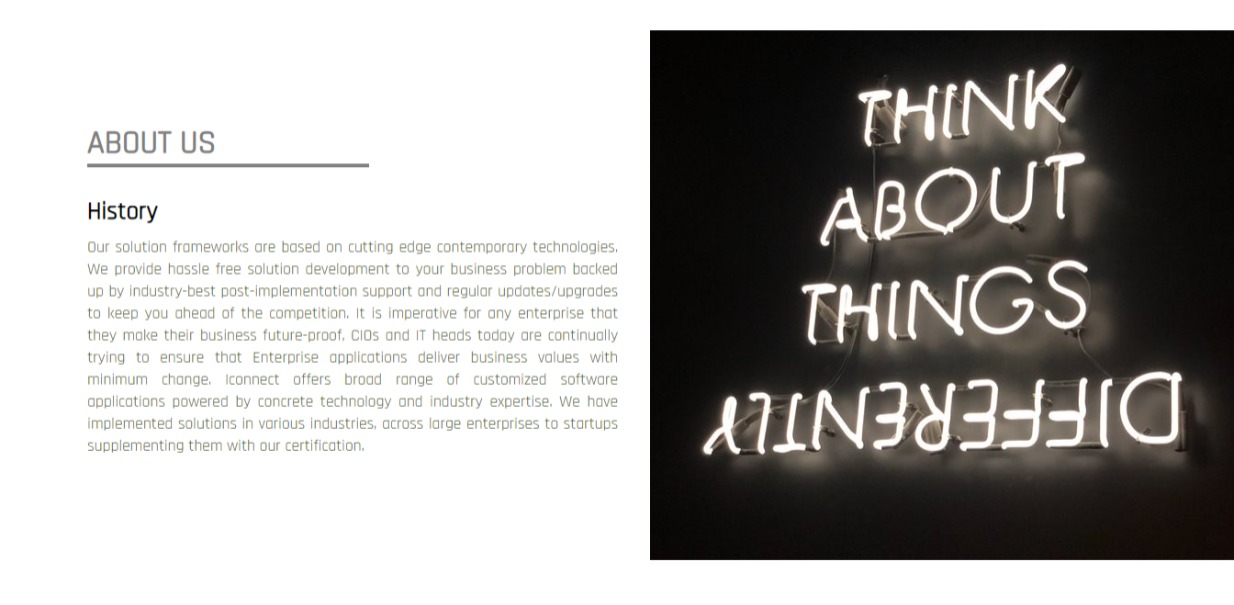 ABOUT US
History
Our solution frameworks are based on cutting edge contemporary technologies.
We provide hassle free solution development to your business problem backed
up by industry-best post-implementation support and regular updates/upgrades
to keep you ahead of the competition. It is imperative for any enterprise that
they make their business future-proof. CIOs and IT heads today are continually
trying to ensure that Enterprise applications deliver business values with
minimum change. Iconnect offers broad range of customized software
applications powered by concrete technology and industry expertise. We have
implemented solutions in various industries, across large enterprises to startups
supplementing them with our certification.
THINK
ABOUT
THINGS
DIFFERENTLY